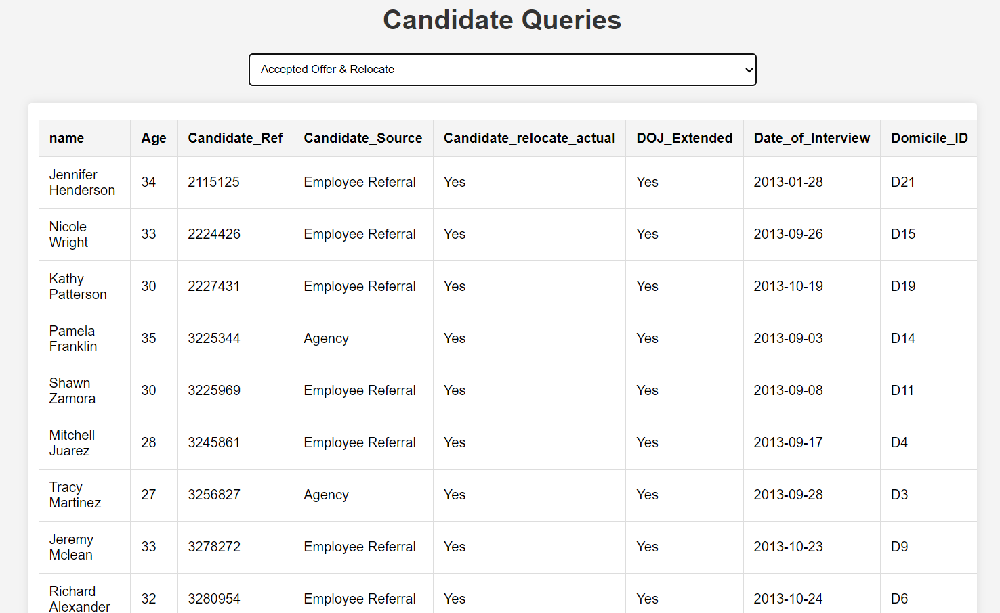 Candidate Queries
Accepted Offer & Relocate
name Age Candidate_Ref Candidate_Source Candidate_relocate_actual DOJ_Extended Date_of_Interview Domicile_ID
Jennifer
Henderson 34 2115125 Employee Referral Yes Yes 2013-01-28 D21
Nicole
Wright 33 2224426 Employee Referral Yes Yes 2013-09-26 D15
Kathy
Patterson 30 2227431 Employee Referral Yes Yes 2013-10-19 D19
Pamela
Franklin 35 3225344 Agency Yes Yes 2013-09-03 D14
Shawn
Zamora 30 3225969 Employee Referral Yes Yes 2013-09-08 D11
Mitchell
Juarez 28 3245861 Employee Referral Yes Yes 2013-09-17 D4
Tracy
Martinez 27 3256827 Agency Yes Yes 2013-09-28 D3
Jeremy
Mclean 33 3278272 Employee Referral Yes Yes 2013-10-23 D9
Richard
Alexander 32 3280954 Employee Referral Yes Yes 2013-10-24 D6